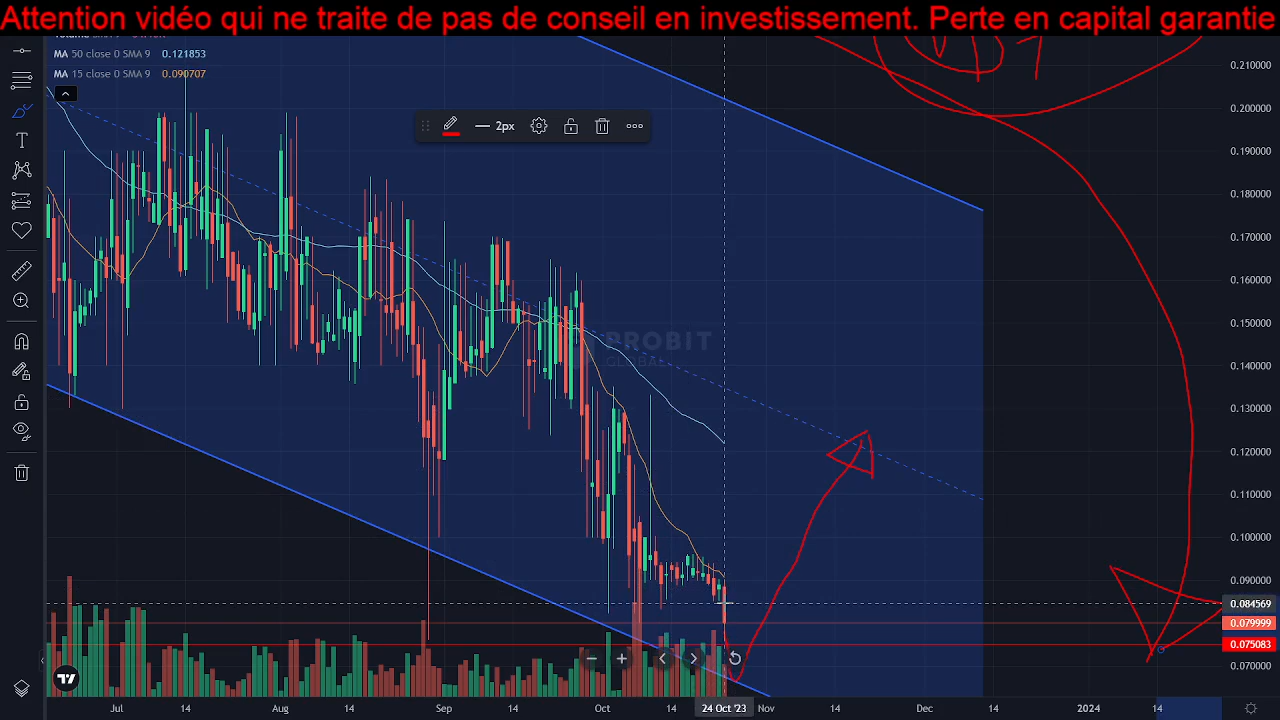 Attention vidéo qui ne traite de pas de conseil en investissement. Perte en capital garantie
MA 50 close 0 SMA 9 0.121853
MA 15 close 0 SMA 9 0.090707
2px
PROBIT
GLOBAL
0.210000
0.200000
0.190000
0.180000
0.170000
0.160000
0.150000
0.140000
0.130000
0.120000
0.110000
0.100000
0.090000
0.084569
0.079999
0.075083
0.070000
Jul 14 Aug 14 Sep 14 Oct 14 24 Oct '23 Nov 14 Dec 14 2024 14